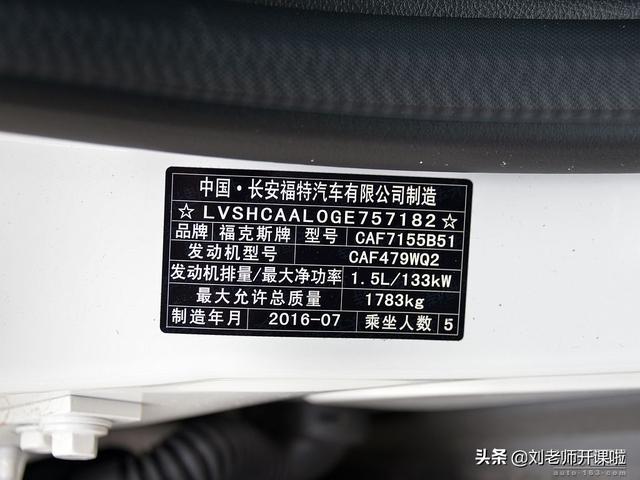 中国·长安福特汽车有限公司制造
☆LVSHCAAL0GE757182☆
品牌 福克斯牌 型号 CAF7155B51
发动机型号 CAF479WQ2
发动机排量/最大净功率 1.5L/133kW
最大允许总质量 1783kg
制造年月 2016-07 乘坐人数 5
头条 @刘老师开课啦
auto·163.com